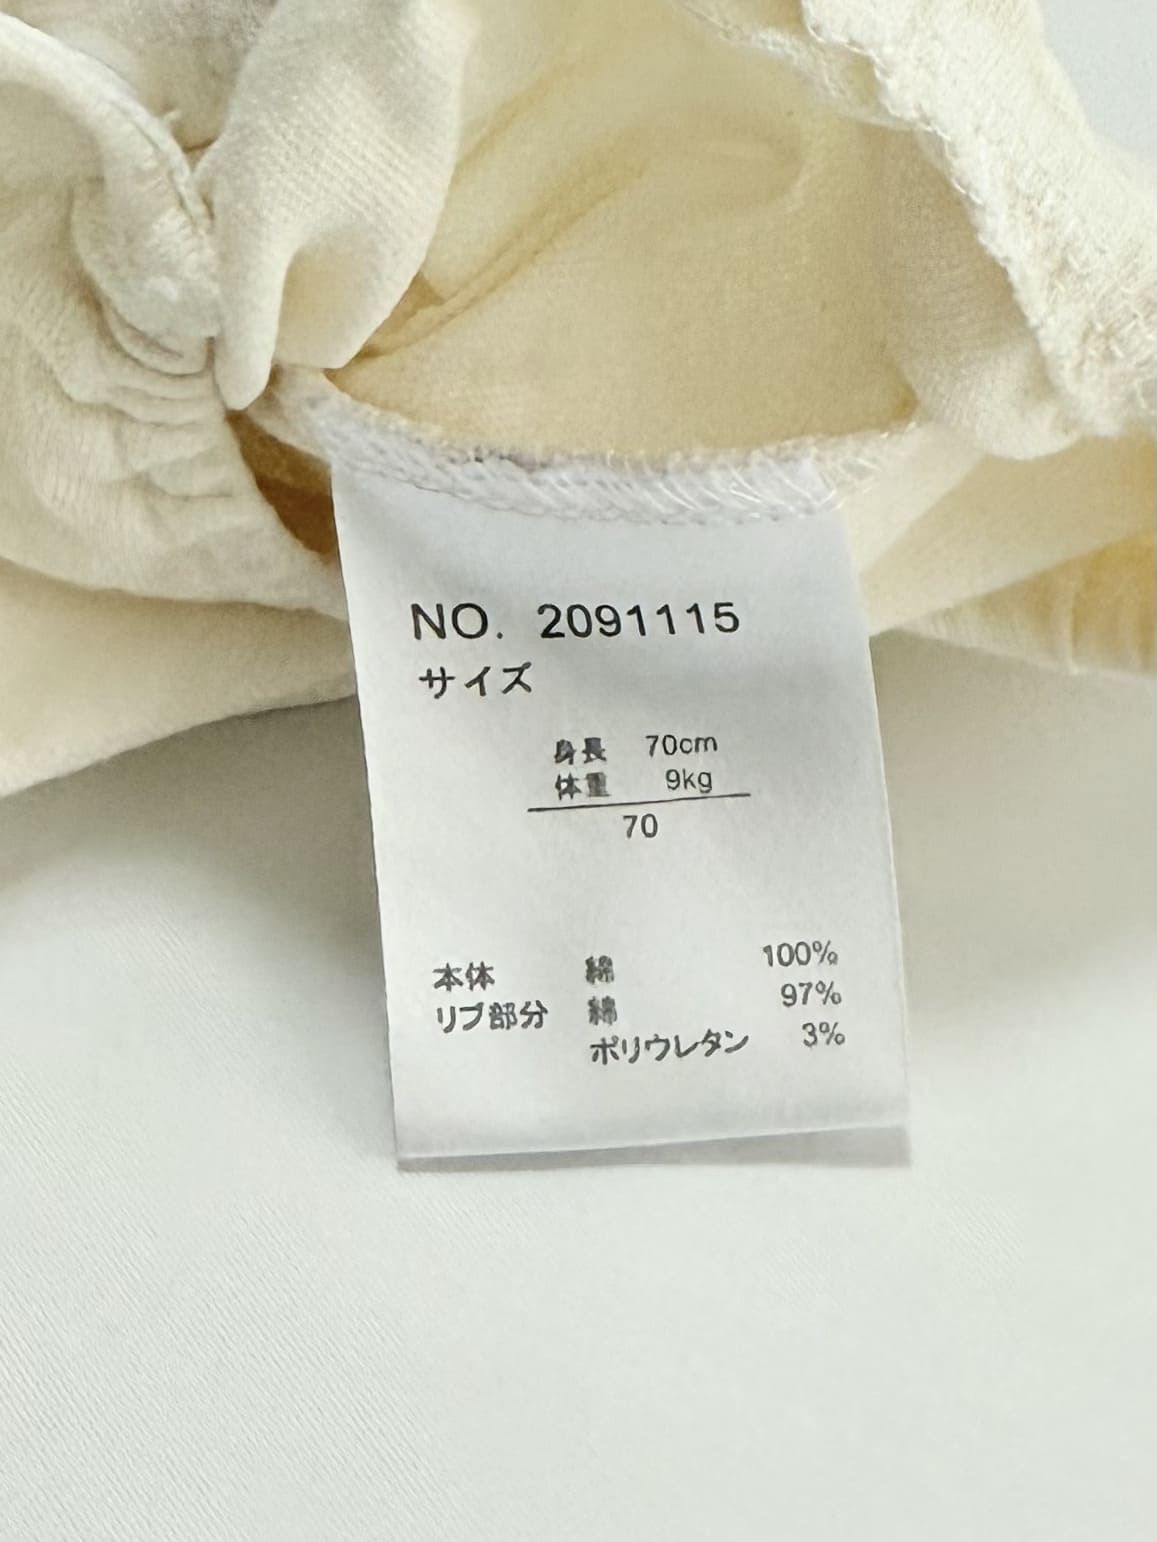 NO. 2091115
サイズ
身長 70cm
体重 9kg
70
本体 綿 100%
リブ部分 綿 97%
ポリウレタン 3%